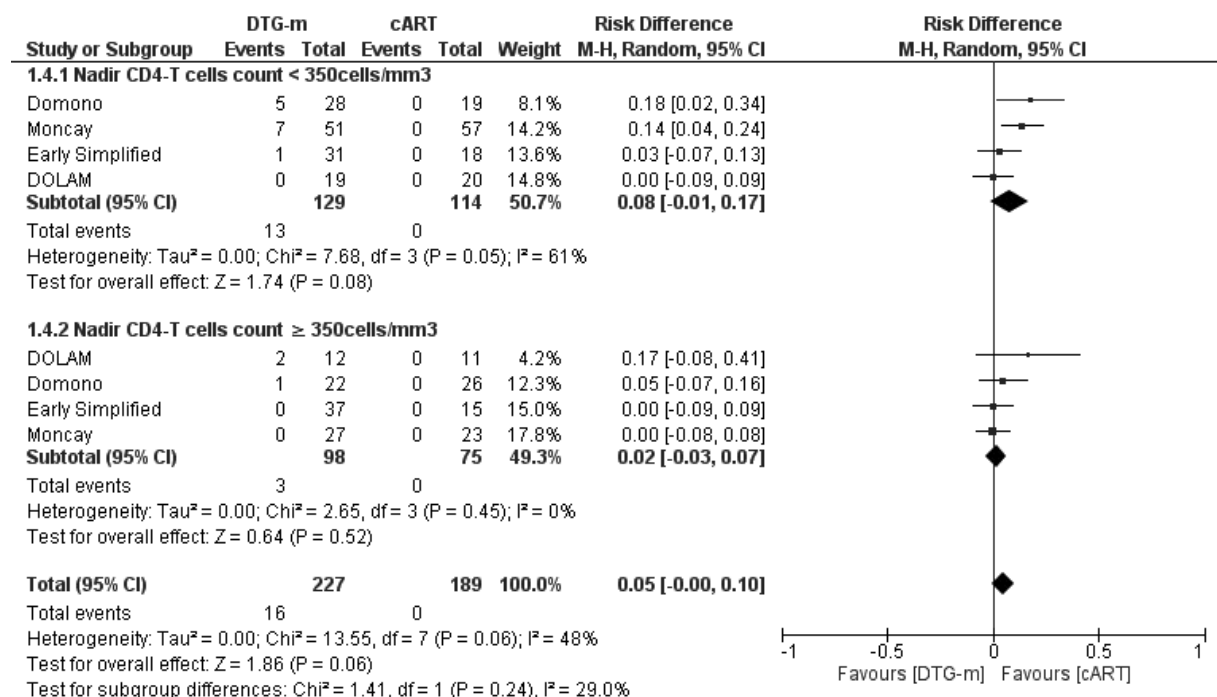 DTG-m cART Risk Difference Risk Difference
Study or Subgroup Events Total Events Total Weight M-H, Random, 95% CI M-H, Random, 95% CI
1.4.1 Nadir CD4-T cells count < 350cells/mm3
Domono 5 28 0 19 8.1% 0.18 [0.02, 0.34]
Moncay 7 51 0 57 14.2% 0.14 [0.04, 0.24]
Early Simplified 1 31 0 18 13.6% 0.03 [-0.07, 0.13]
DOLAM 0 19 0 20 14.8% 0.00 [-0.09, 0.09]
Subtotal (95% CI) 129 114 50.7% 0.08 [-0.01, 0.17]
Total events 13 0
Heterogeneity: Tau² = 0.00; Chi² = 7.68, df = 3 (P = 0.05); I² = 61%
Test for overall effect: Z = 1.74 (P = 0.08)
1.4.2 Nadir CD4-T cells count ≥ 350cells/mm3
DOLAM 2 12 0 11 4.2% 0.17 [-0.08, 0.41]
Domono 1 22 0 26 12.3% 0.05 [-0.07, 0.16]
Early Simplified 0 37 0 15 15.0% 0.00 [-0.09, 0.09]
Moncay 0 27 0 23 17.8% 0.00 [-0.08, 0.08]
Subtotal (95% CI) 98 75 49.3% 0.02 [-0.03, 0.07]
Total events 3 0
Heterogeneity: Tau² = 0.00; Chi² = 2.65, df = 3 (P = 0.45); I² = 0%
Test for overall effect: Z = 0.64 (P = 0.52)
Total (95% CI) 227 189 100.0% 0.05 [-0.00, 0.10]
Total events 16 0
Heterogeneity: Tau² = 0.00; Chi² = 13.55, df = 7 (P = 0.06); I² = 48%
Test for overall effect: Z = 1.86 (P = 0.06)
Test for subgroup differences: Chi² = 1.41, df = 1 (P = 0.24), I² = 29.0%
-1 -0.5 0 0.5 1
Favours [DTG-m] Favours [cART]